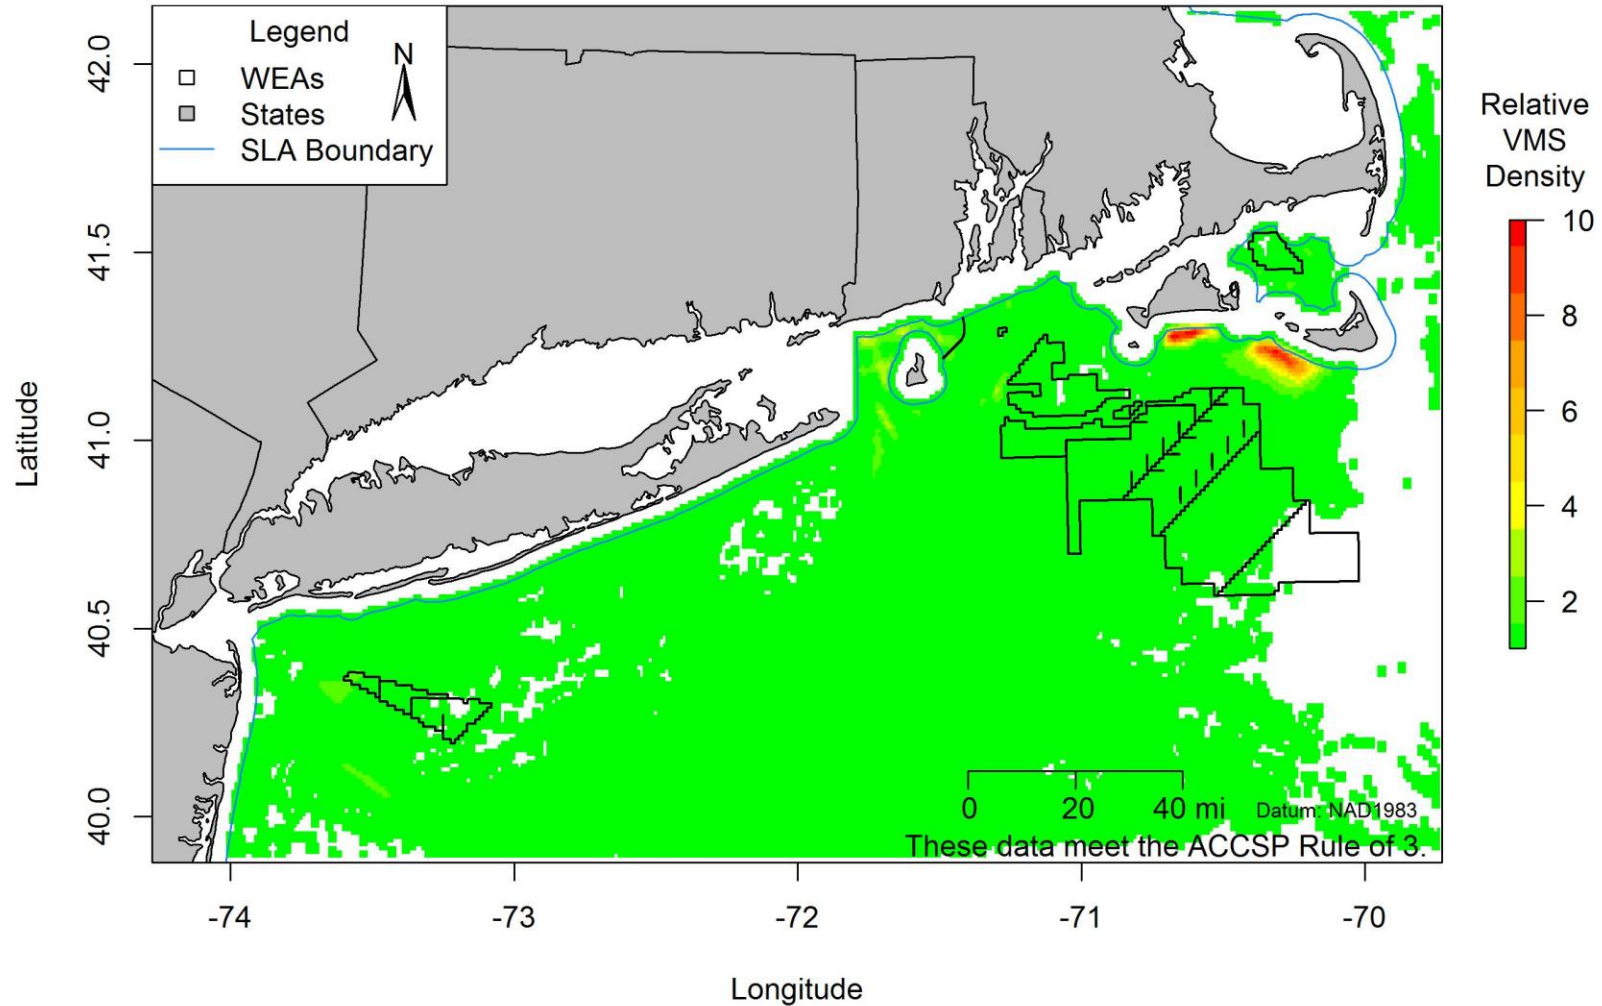 Legend
N
WEAs
States
SLA Boundary
Relative
VMS
Density
10
8
6
4
2
Latitude
42.0
41.5
41.0
40.5
40.0
0 20 40 mi Datum: NAD1983
These data meet the ACCSP Rule of 3.
-74 -73 -72 -71 -70
Longitude